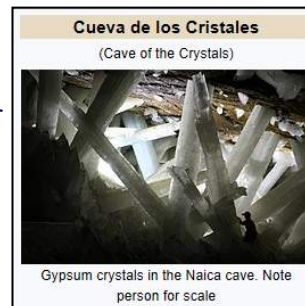 Cueva de los Cristales
(Cave of the Crystals)
Gypsum crystals in the Naica cave. Note
person for scale